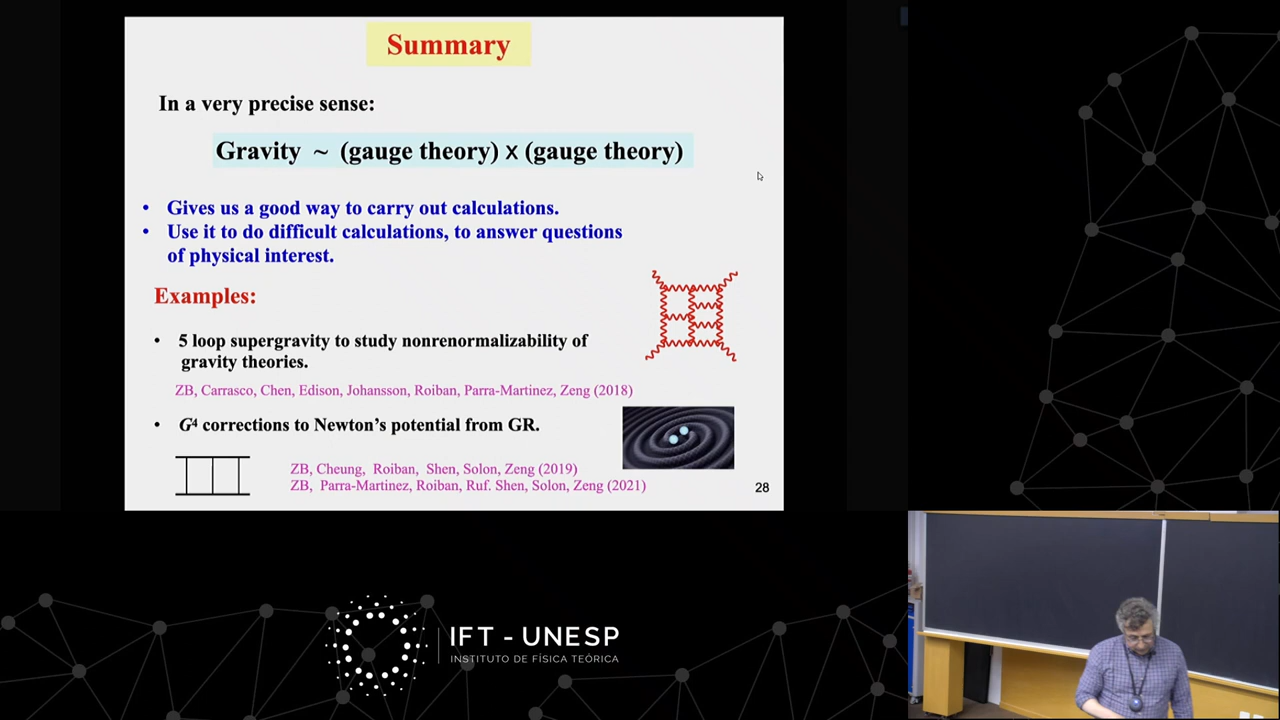 Summary
In a very precise sense:
Gravity ~ (gauge theory) x (gauge theory)
• Gives us a good way to carry out calculations.
• Use it to do difficult calculations, to answer questions
of physical interest.
Examples:
• 5 loop supergravity to study nonrenormalizability of
gravity theories.
ZB, Carrasco, Chen, Edison, Johansson, Roiban, Parra-Martinez, Zeng (2018)
• G⁴ corrections to Newton's potential from GR.
ZB, Cheung, Roiban, Shen, Solon, Zeng (2019)
ZB, Parra-Martinez, Roiban, Ruf. Shen, Solon, Zeng (2021)
28
IFT - UNESP
INSTITUTO DE FÍSICA TEÓRICA